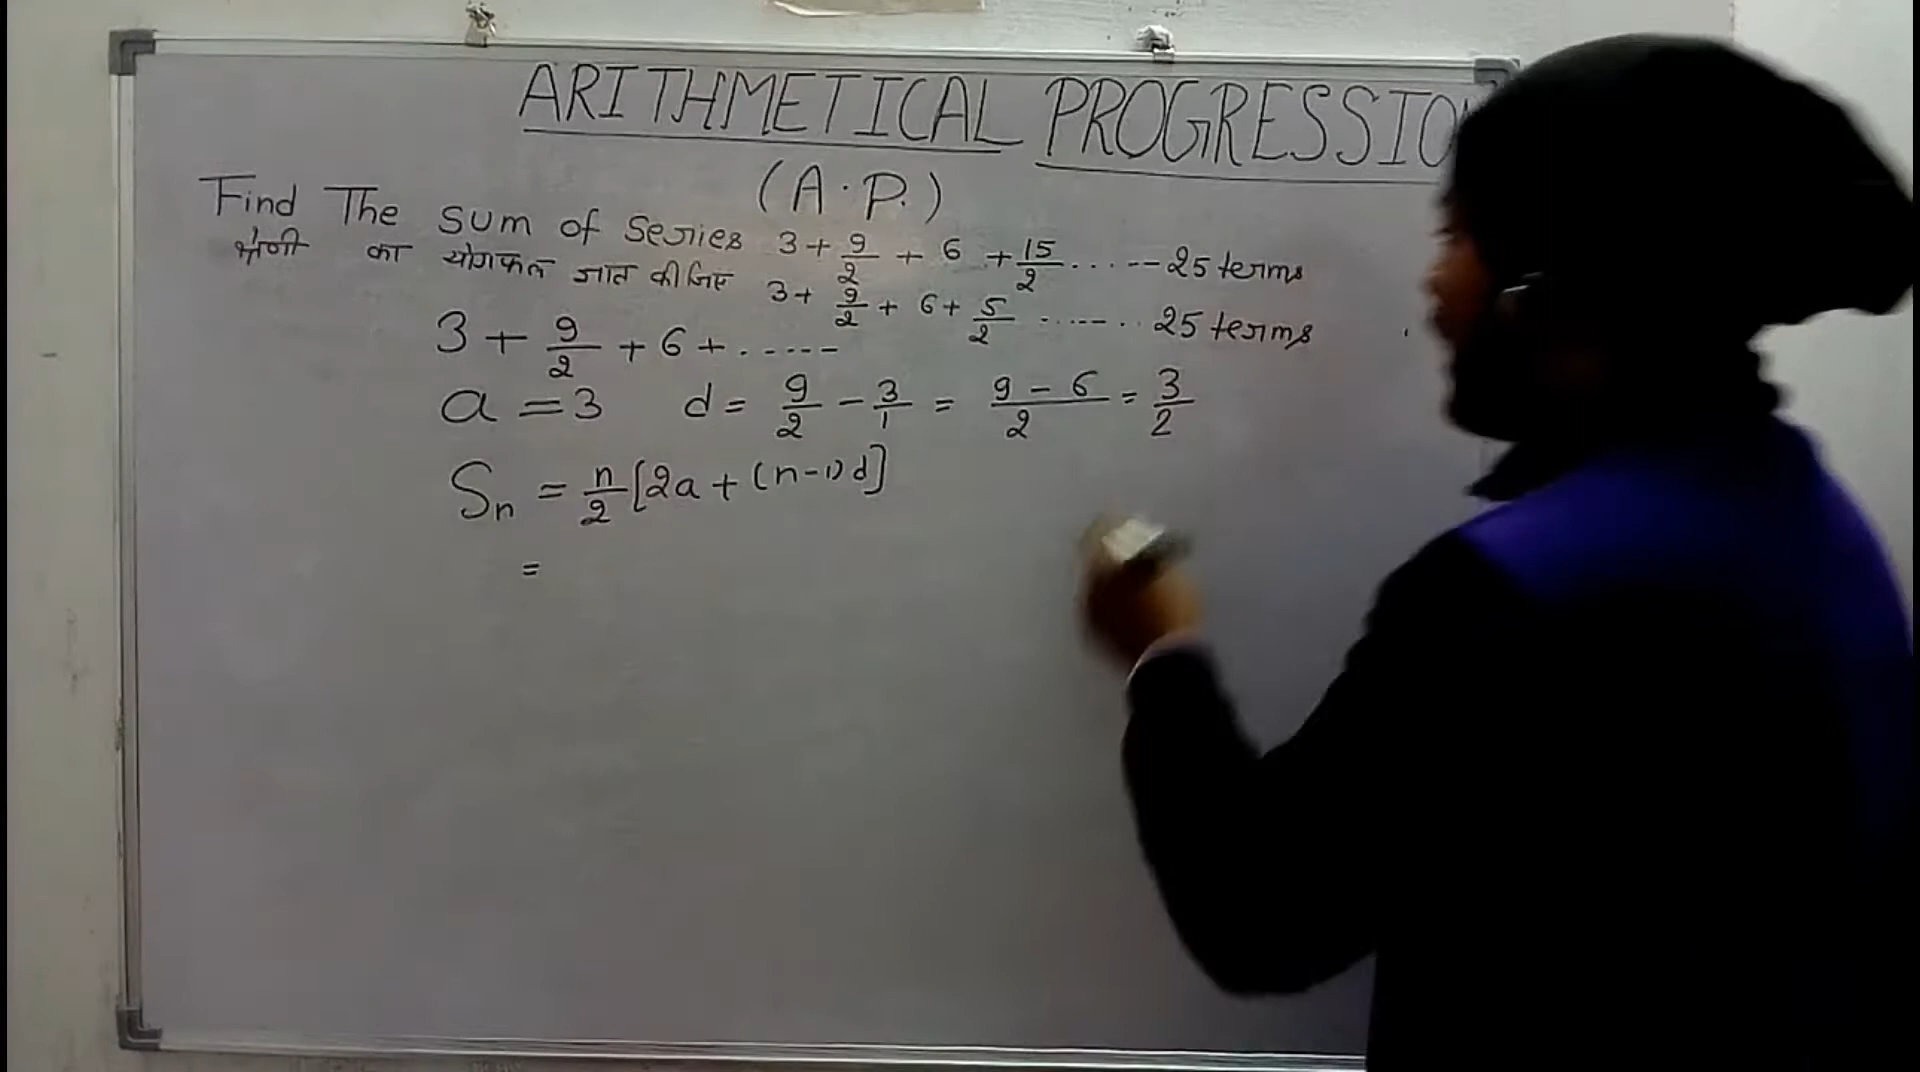 ARITHMETICAL PROGRESSIO
(A.P.)
Find The sum of series 3 + 9/2 + 6 + 15/2 ........ 25 terms
श्रेणी का योगफल ज्ञात कीजिए 3 + 9/2 + 6 + 5/2 ........ 25 terms
3 + 9/2 + 6 + ......
a = 3 d = 9/2 - 3/1 = 9-6/2 = 3/2
Sn = n/2 [2a + (n-1)d]
=